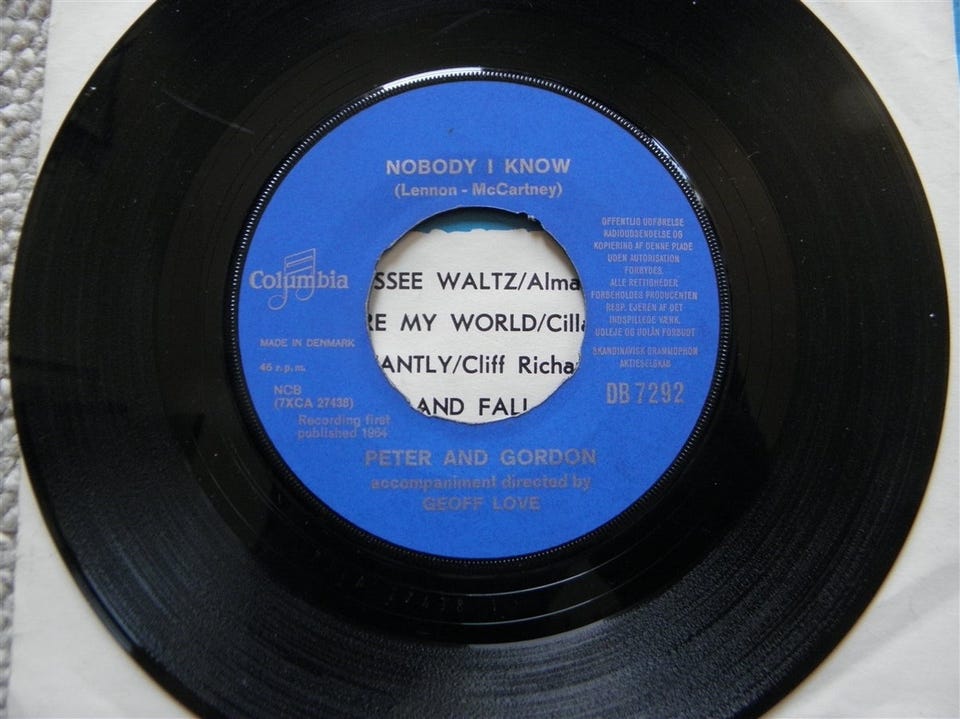 NOBODY I KNOW
(Lennon - McCartney)
Columbia
MADE IN DENMARK
45 r.p.m.
NCB
(7XCA 27438)
Recording first
published 1964
OFFENTLIG UDFØRELSE
RADIOUDSENDELSE OG
KOPIERING AF DENNE PLADE
UDEN AUTORISATION
FORBYDES.
ALLE RETTIGHEDER
FORBEHOLDES PRODUCENTEN
RESP. EJEREN AF DET
INDSPILLEDE VÆRK.
UDLEJE OG UDLÅN FORBUDT
SKANDINAVISK GRAMMOPHON
AKTIESELSKAB
DB 7292
SSEE WALTZ/Alma
RE MY WORLD/Cilla
ANTLY/Cliff Richa
AND FALL
PETER AND GORDON
accompaniment directed by
GEOFF LOVE